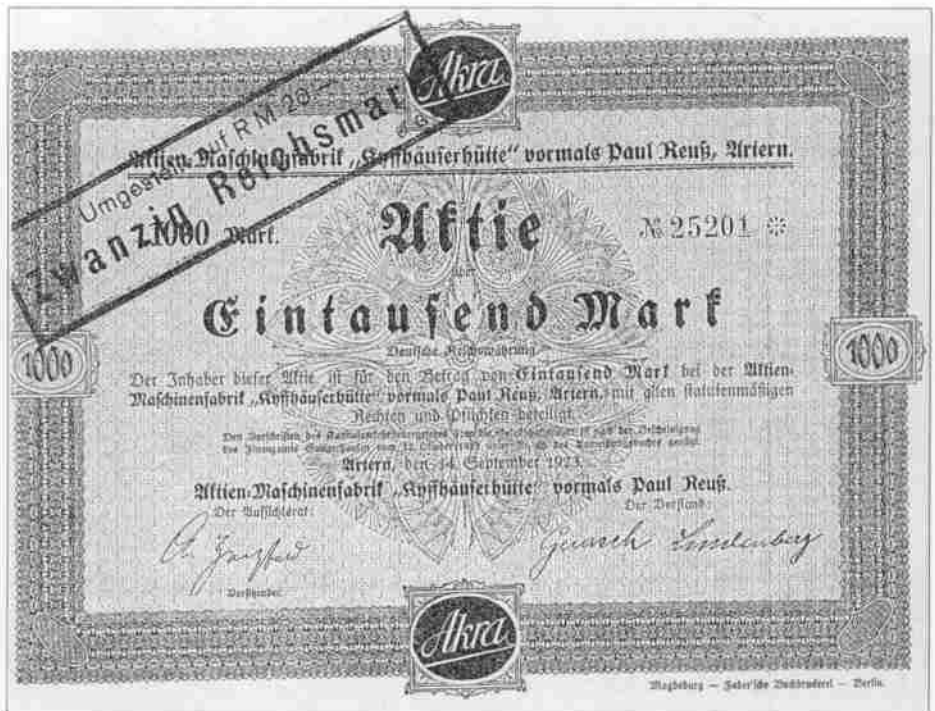 Akra
Umgestellt auf RM 20.–
Zwanzig Reichsmark
Aktien-Maschinenfabrik „Kyffhäuserhütte" vormals Paul Reuß, Artern.
1000 Mark.
Aktie
№ 25201
über
Eintausend Mark
Deutsche Reichswährung
1000
1000
Der Inhaber dieser Aktie ist für den Betrag von Eintausend Mark bei der Aktien-
Maschinenfabrik „Kyffhäuserhütte" vormals Paul Reuß, Artern, mit allen statutenmäßigen
Rechten und Pflichten beteiligt.
Artern, den 14. September 1923.
Aktien-Maschinenfabrik „Kyffhäuserhütte" vormals Paul Reuß.
Der Aufsichtsrat:
Der Vorstand:
Lindenberg
Vorsitzender.
Akra
Magdeburg — Faber'sche Buchdruckerei — Berlin.